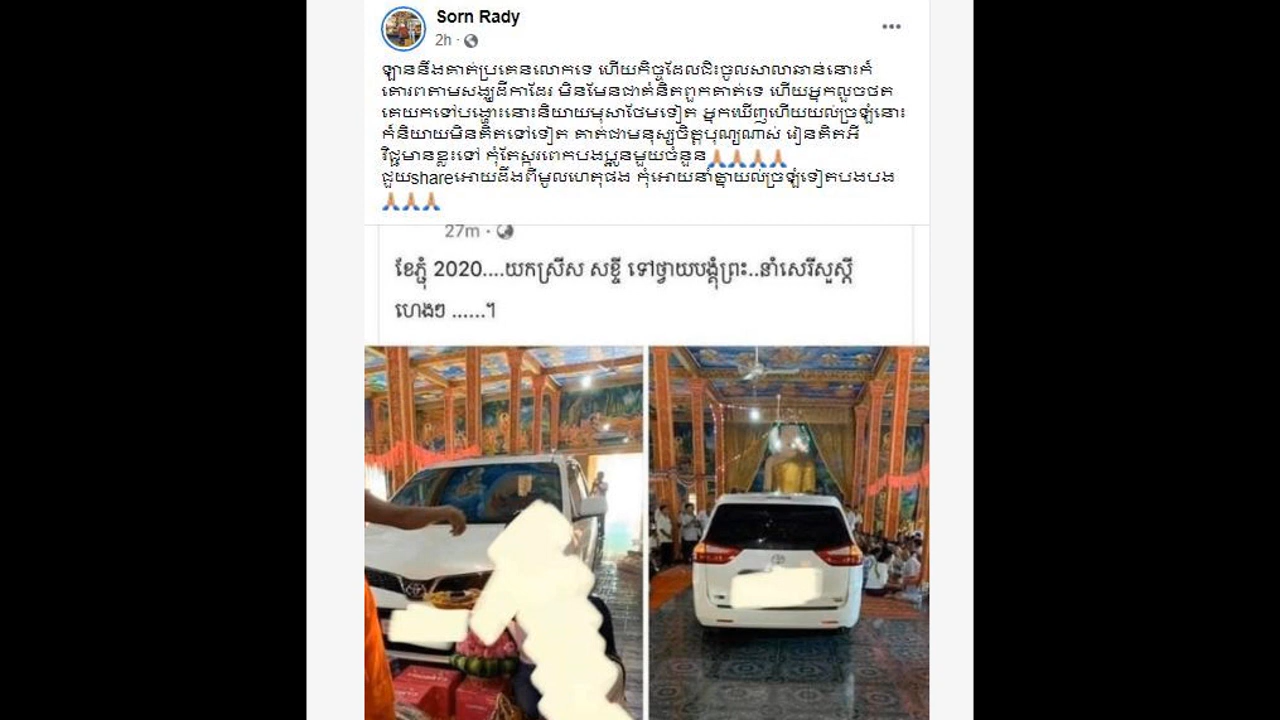 Sorn Rady
2h ·
ឡាននឹងគាត់ប្រគេនលោកទេ ហើយកិច្ចដែលជិះចូលសាលាឆាន់នោះក៏
គោរពតាមសង្ឃដីកាដែរ មិនមែនជាគំនិតពួកគាត់ទេ ហើយអ្នកលួចថត
គេយកទៅបង្ហោះនោះនិយាយមុសាថែមទៀត អ្នកឃើញហើយយល់ច្រឡំនោះ
ក៏និយាយមិនគិតទៅទៀត គាត់ជាមនុស្សចិត្តបុណ្យណាស់ រៀនគិតអី
វិជ្ជមានខ្លះទៅ កុំតែស្ករពេកបងប្អូនមួយចំនួន🙏🙏🙏🙏
ជួយshareអោយដឹងពីមូលហេតុផង កុំអោយនាំគ្នាយល់ច្រឡំទៀតបងបង
🙏🙏🙏
27m ·
ខែភ្ជុំ 2020....យកស្រីស សខ្ចី ទៅថ្វាយបង្គុំព្រះ..នាំសេរីសួស្តី
ហេងៗ ......។